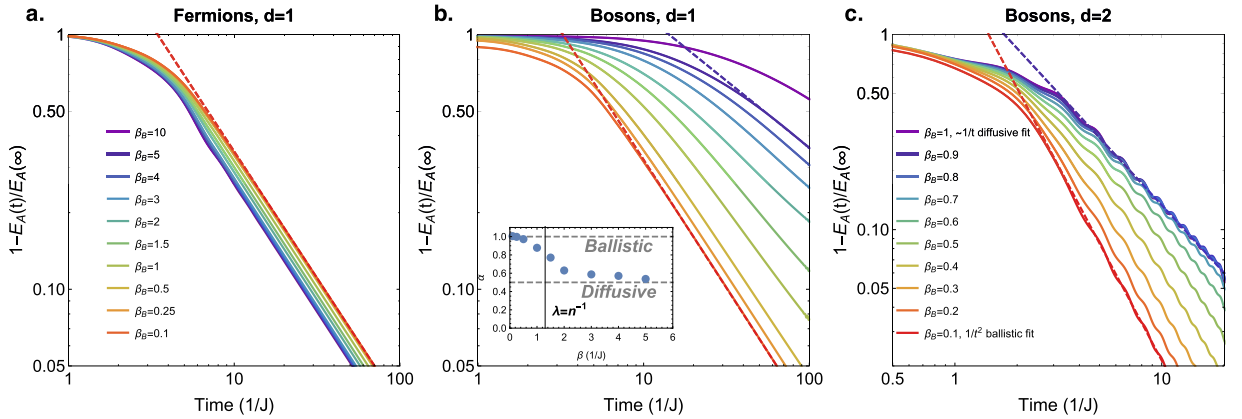 a.
Fermions, d=1
1−E_A(t)/E_A(∞)
1
0.50
0.10
0.05
β_B=10
β_B=5
β_B=4
β_B=3
β_B=2
β_B=1.5
β_B=1
β_B=0.5
β_B=0.25
β_B=0.1
1
10
100
Time (1/J)
b.
Bosons, d=1
1−E_A(t)/E_A(∞)
1
0.50
0.10
0.05
α
1.0
0.8
0.6
0.4
0.2
0.0
Ballistic
Diffusive
λ=n⁻¹
0
1
2
3
4
5
6
β (1/J)
1
10
100
Time (1/J)
c.
Bosons, d=2
1−E_A(t)/E_A(∞)
1
0.50
0.10
0.05
β_B=1, ~1/t diffusive fit
β_B=0.9
β_B=0.8
β_B=0.7
β_B=0.6
β_B=0.5
β_B=0.4
β_B=0.3
β_B=0.2
β_B=0.1, 1/t² ballistic fit
0.5
1
10
Time (1/J)